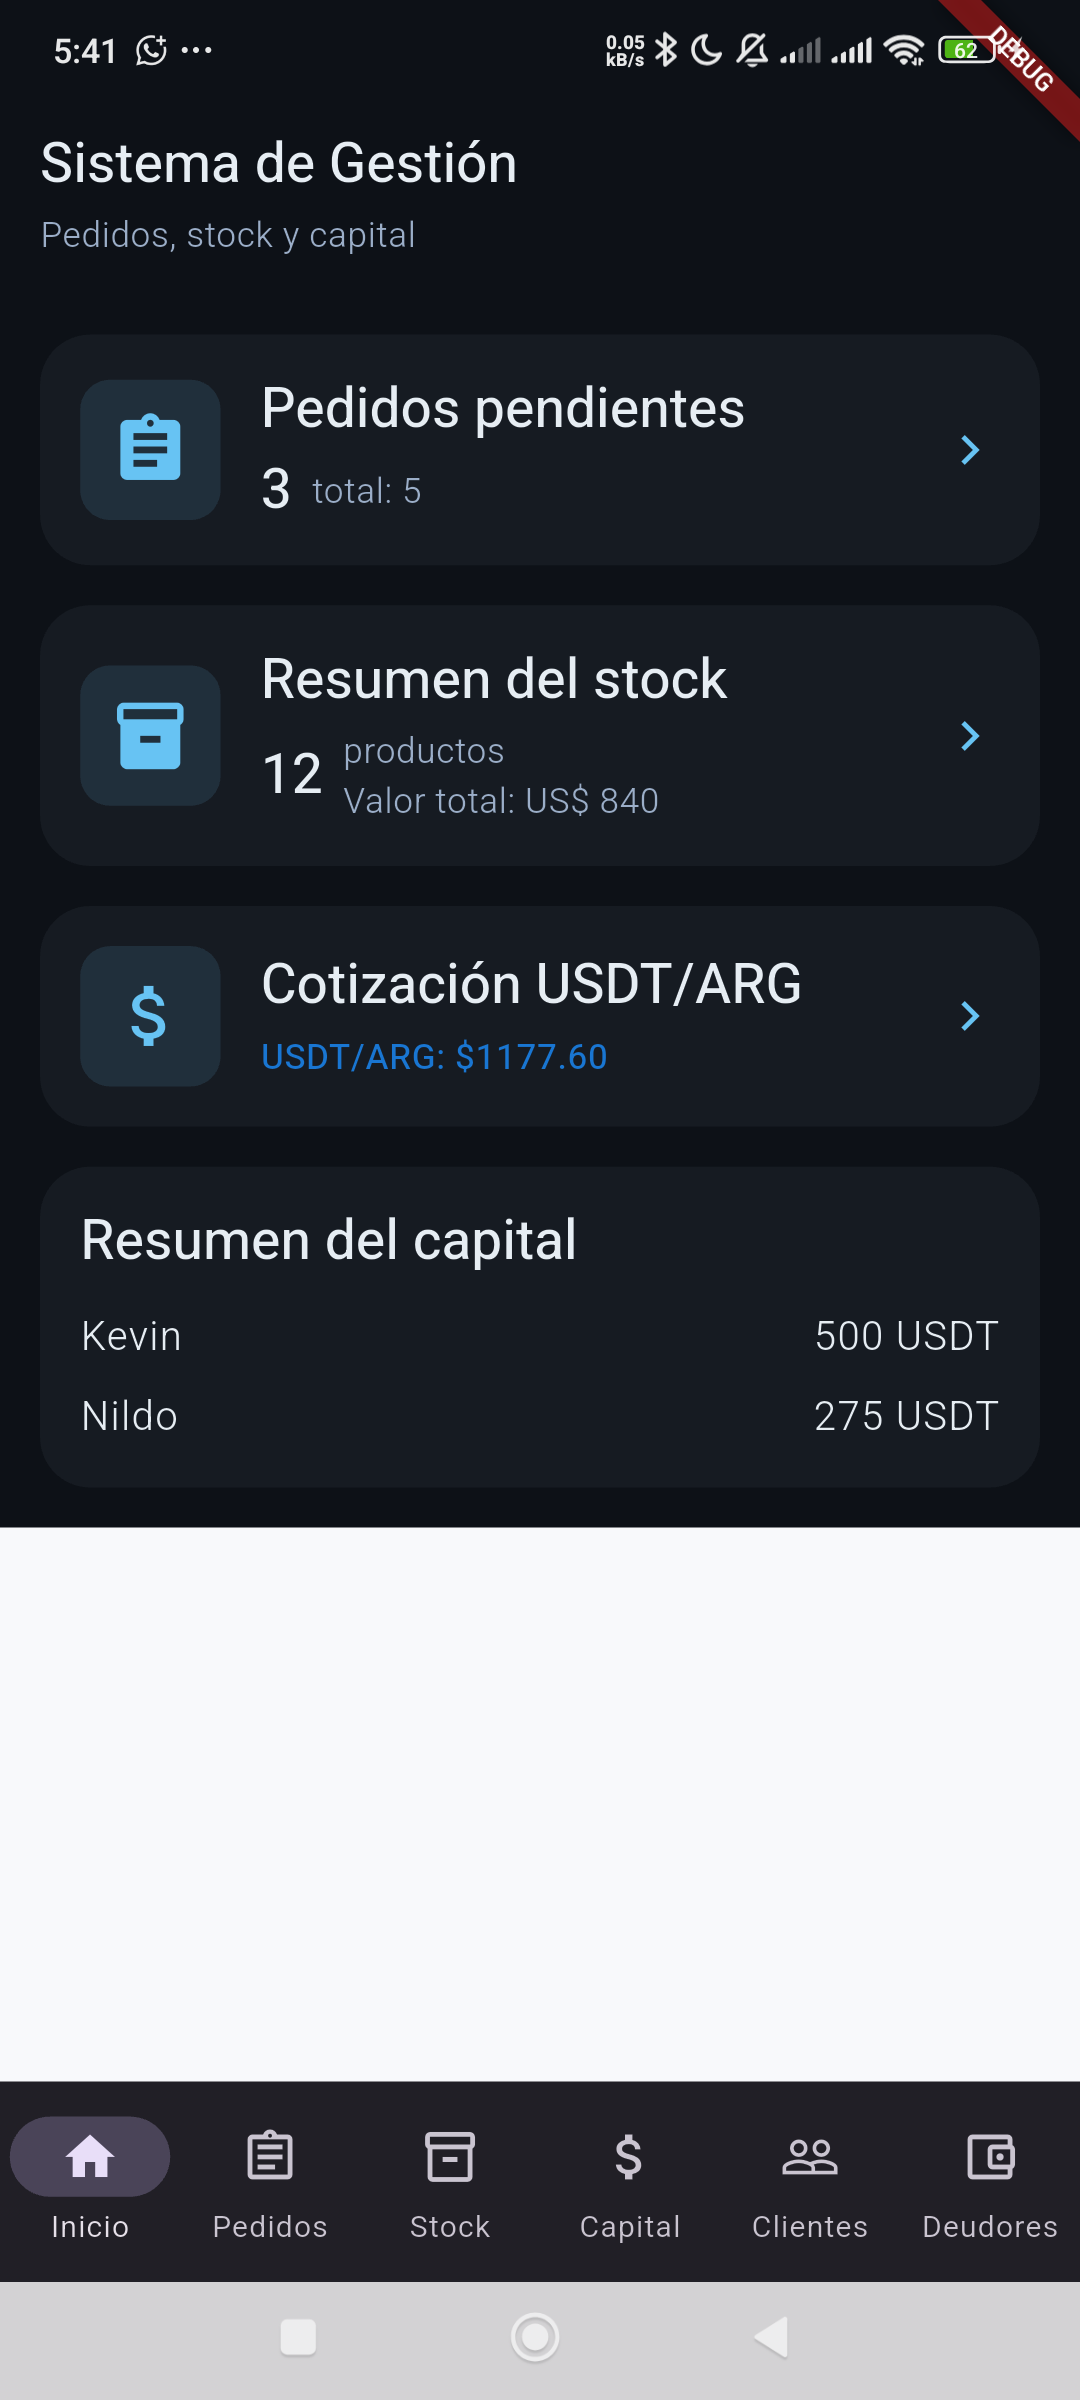 5:41
0.05
kB/s
62
DEBUG
Sistema de Gestión
Pedidos, stock y capital
Pedidos pendientes
3 total: 5
Resumen del stock
12 productos
Valor total: US$ 840
Cotización USDT/ARG
USDT/ARG: $1177.60
Resumen del capital
Kevin 500 USDT
Nildo 275 USDT
Inicio Pedidos Stock Capital Clientes Deudores